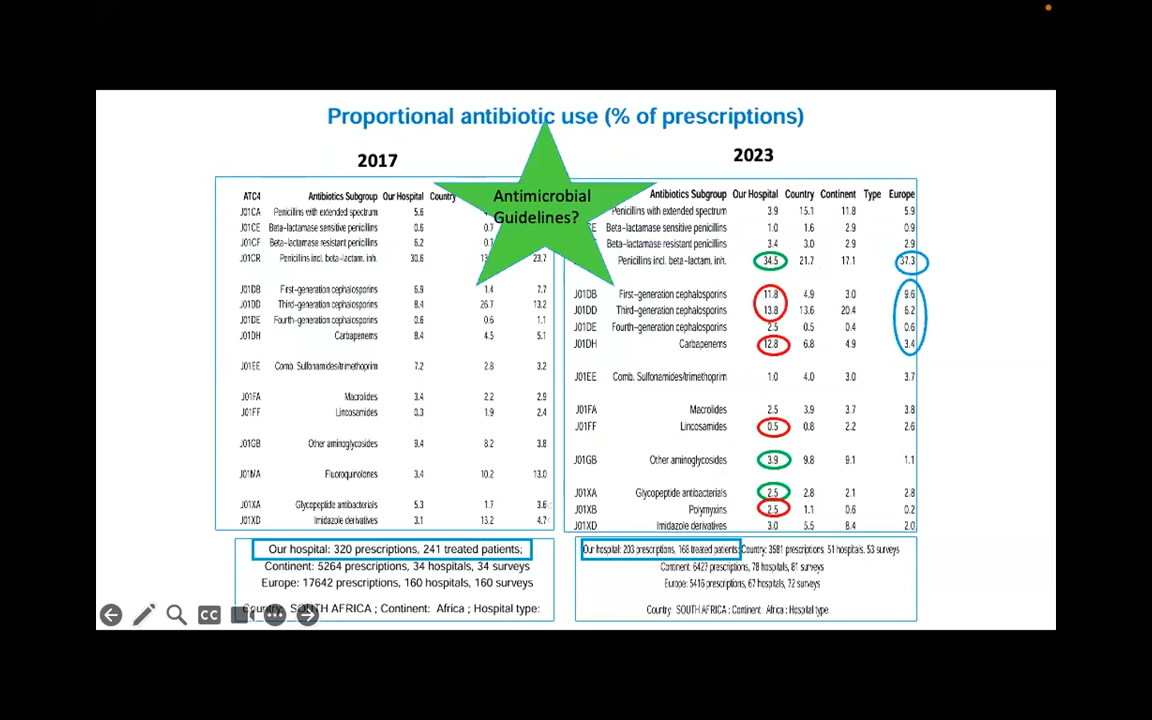 Proportional antibiotic use (% of prescriptions)
2017
2023
Antimicrobial
Guidelines?
ATC4 Antibiotics Subgroup Our Hospital Country
J01CA Penicillins with extended spectrum 5.6
J01CE Beta-lactamase sensitive penicillins 0.6 0.7
J01CF Beta-lactamase resistant penicillins 6.2 0.7
J01CR Penicillins incl. beta-lactam. inh. 30.6 23.7
J01DB First-generation cephalosporins 6.9 1.4 7.7
J01DD Third-generation cephalosporins 8.4 26.7 13.2
J01DE Fourth-generation cephalosporins 0.6 0.6 1.1
J01DH Carbapenems 8.4 4.5 5.1
J01EE Comb. Sulfonamides/trimethoprim 7.2 2.8 3.2
J01FA Macrolides 3.4 2.2 2.9
J01FF Lincosamides 0.3 1.9 2.4
J01GB Other aminoglycosides 9.4 8.2 3.8
J01MA Fluoroquinolones 3.4 10.2 13.0
J01XA Glycopeptide antibacterials 5.3 1.7 3.6
J01XD Imidazole derivatives 3.1 13.2 4.7
Our hospital: 320 prescriptions, 241 treated patients;
Continent: 5264 prescriptions, 34 hospitals, 34 surveys
Europe: 17642 prescriptions, 160 hospitals, 160 surveys
SOUTH AFRICA ; Continent: Africa ; Hospital type:
Antibiotics Subgroup Our Hospital Country Continent Type Europe
Penicillins with extended spectrum 3.9 15.1 11.8 5.9
Beta-lactamase sensitive penicillins 1.0 1.6 2.9 0.9
Beta-lactamase resistant penicillins 3.4 3.0 2.9 2.9
Penicillins incl. beta-lactam. inh. 34.5 21.7 17.1 37.3
J01DB First-generation cephalosporins 11.8 4.9 3.0 9.6
J01DD Third-generation cephalosporins 13.8 13.6 20.4 6.2
J01DE Fourth-generation cephalosporins 2.5 0.5 0.4 0.6
J01DH Carbapenems 12.8 6.8 4.9 3.4
J01EE Comb. Sulfonamides/trimethoprim 1.0 4.0 3.0 3.7
J01FA Macrolides 2.5 3.9 3.7 3.8
J01FF Lincosamides 0.5 0.8 2.2 2.6
J01GB Other aminoglycosides 3.9 9.8 9.1 1.1
J01XA Glycopeptide antibacterials 2.5 2.8 2.1 2.8
J01XB Polymyxins 2.5 1.1 0.6 0.2
J01XD Imidazole derivatives 3.0 5.5 8.4 2.0
Our hospital: 203 prescriptions, 168 treated patients; Country: 3581 prescriptions, 51 hospitals, 53 surveys
Continent: 6427 prescriptions, 78 hospitals, 81 surveys
Europe: 5416 prescriptions, 67 hospitals, 72 surveys
Country: SOUTH AFRICA ; Continent: Africa ; Hospital type:
CC